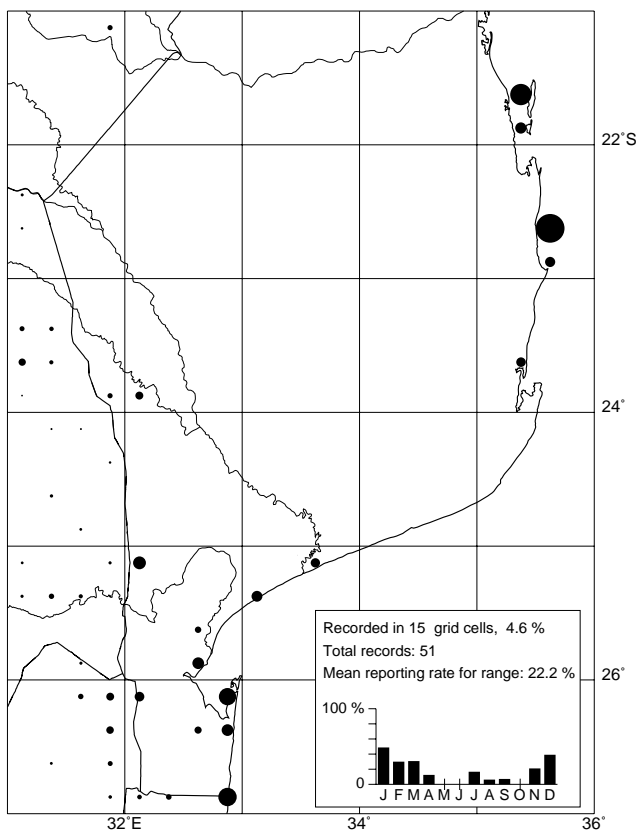 22°S
24°
26°
Recorded in 15 grid cells, 4.6 %
Total records: 51
Mean reporting rate for range: 22.2 %
100 %
0
J F M A M J J A S O N D
32°E
34°
36°